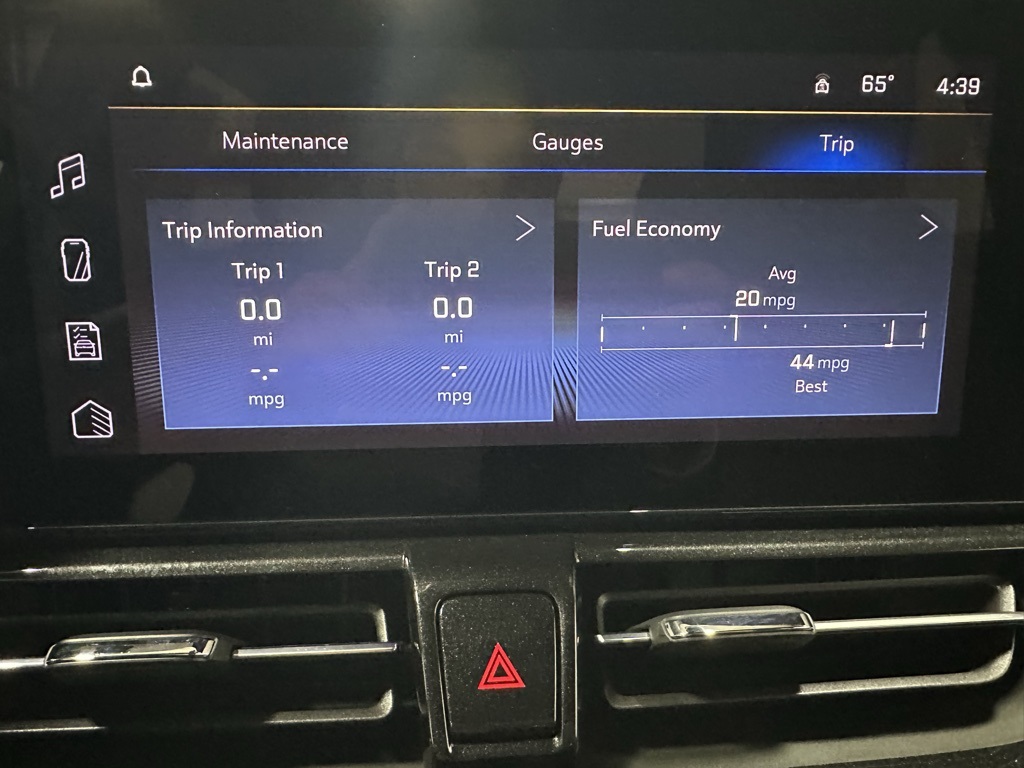 65° 4:39
Maintenance Gauges Trip
Trip Information
Trip 1 Trip 2
0.0 0.0
mi mi
-.- -.-
mpg mpg
Fuel Economy
Avg
20 mpg
44 mpg
Best